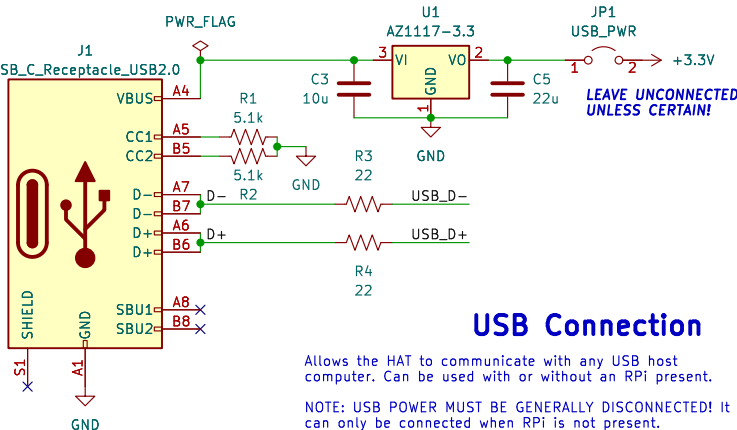 PWR_FLAG
U1
AZ1117-3.3
JP1
USB_PWR
J1
SB_C_Receptacle_USB2.0
3 VI VO 2
GND
1
1 2
+3.3V
C3
10u
C5
22u
LEAVE UNCONNECTED
UNLESS CERTAIN!
GND
VBUS A4
R1
5.1k
CC1 A5
CC2 B5
5.1k
R2
GND
R3
22
D- A7
D- B7
D-
USB_D-
D+ A6
D+ B6
D+
USB_D+
R4
22
SBU1 A8
SBU2 B8
SHIELD
GND
S1
A1
GND
USB Connection
Allows the HAT to communicate with any USB host
computer. Can be used with or without an RPi present.
NOTE: USB POWER MUST BE GENERALLY DISCONNECTED! It
can only be connected when RPi is not present.